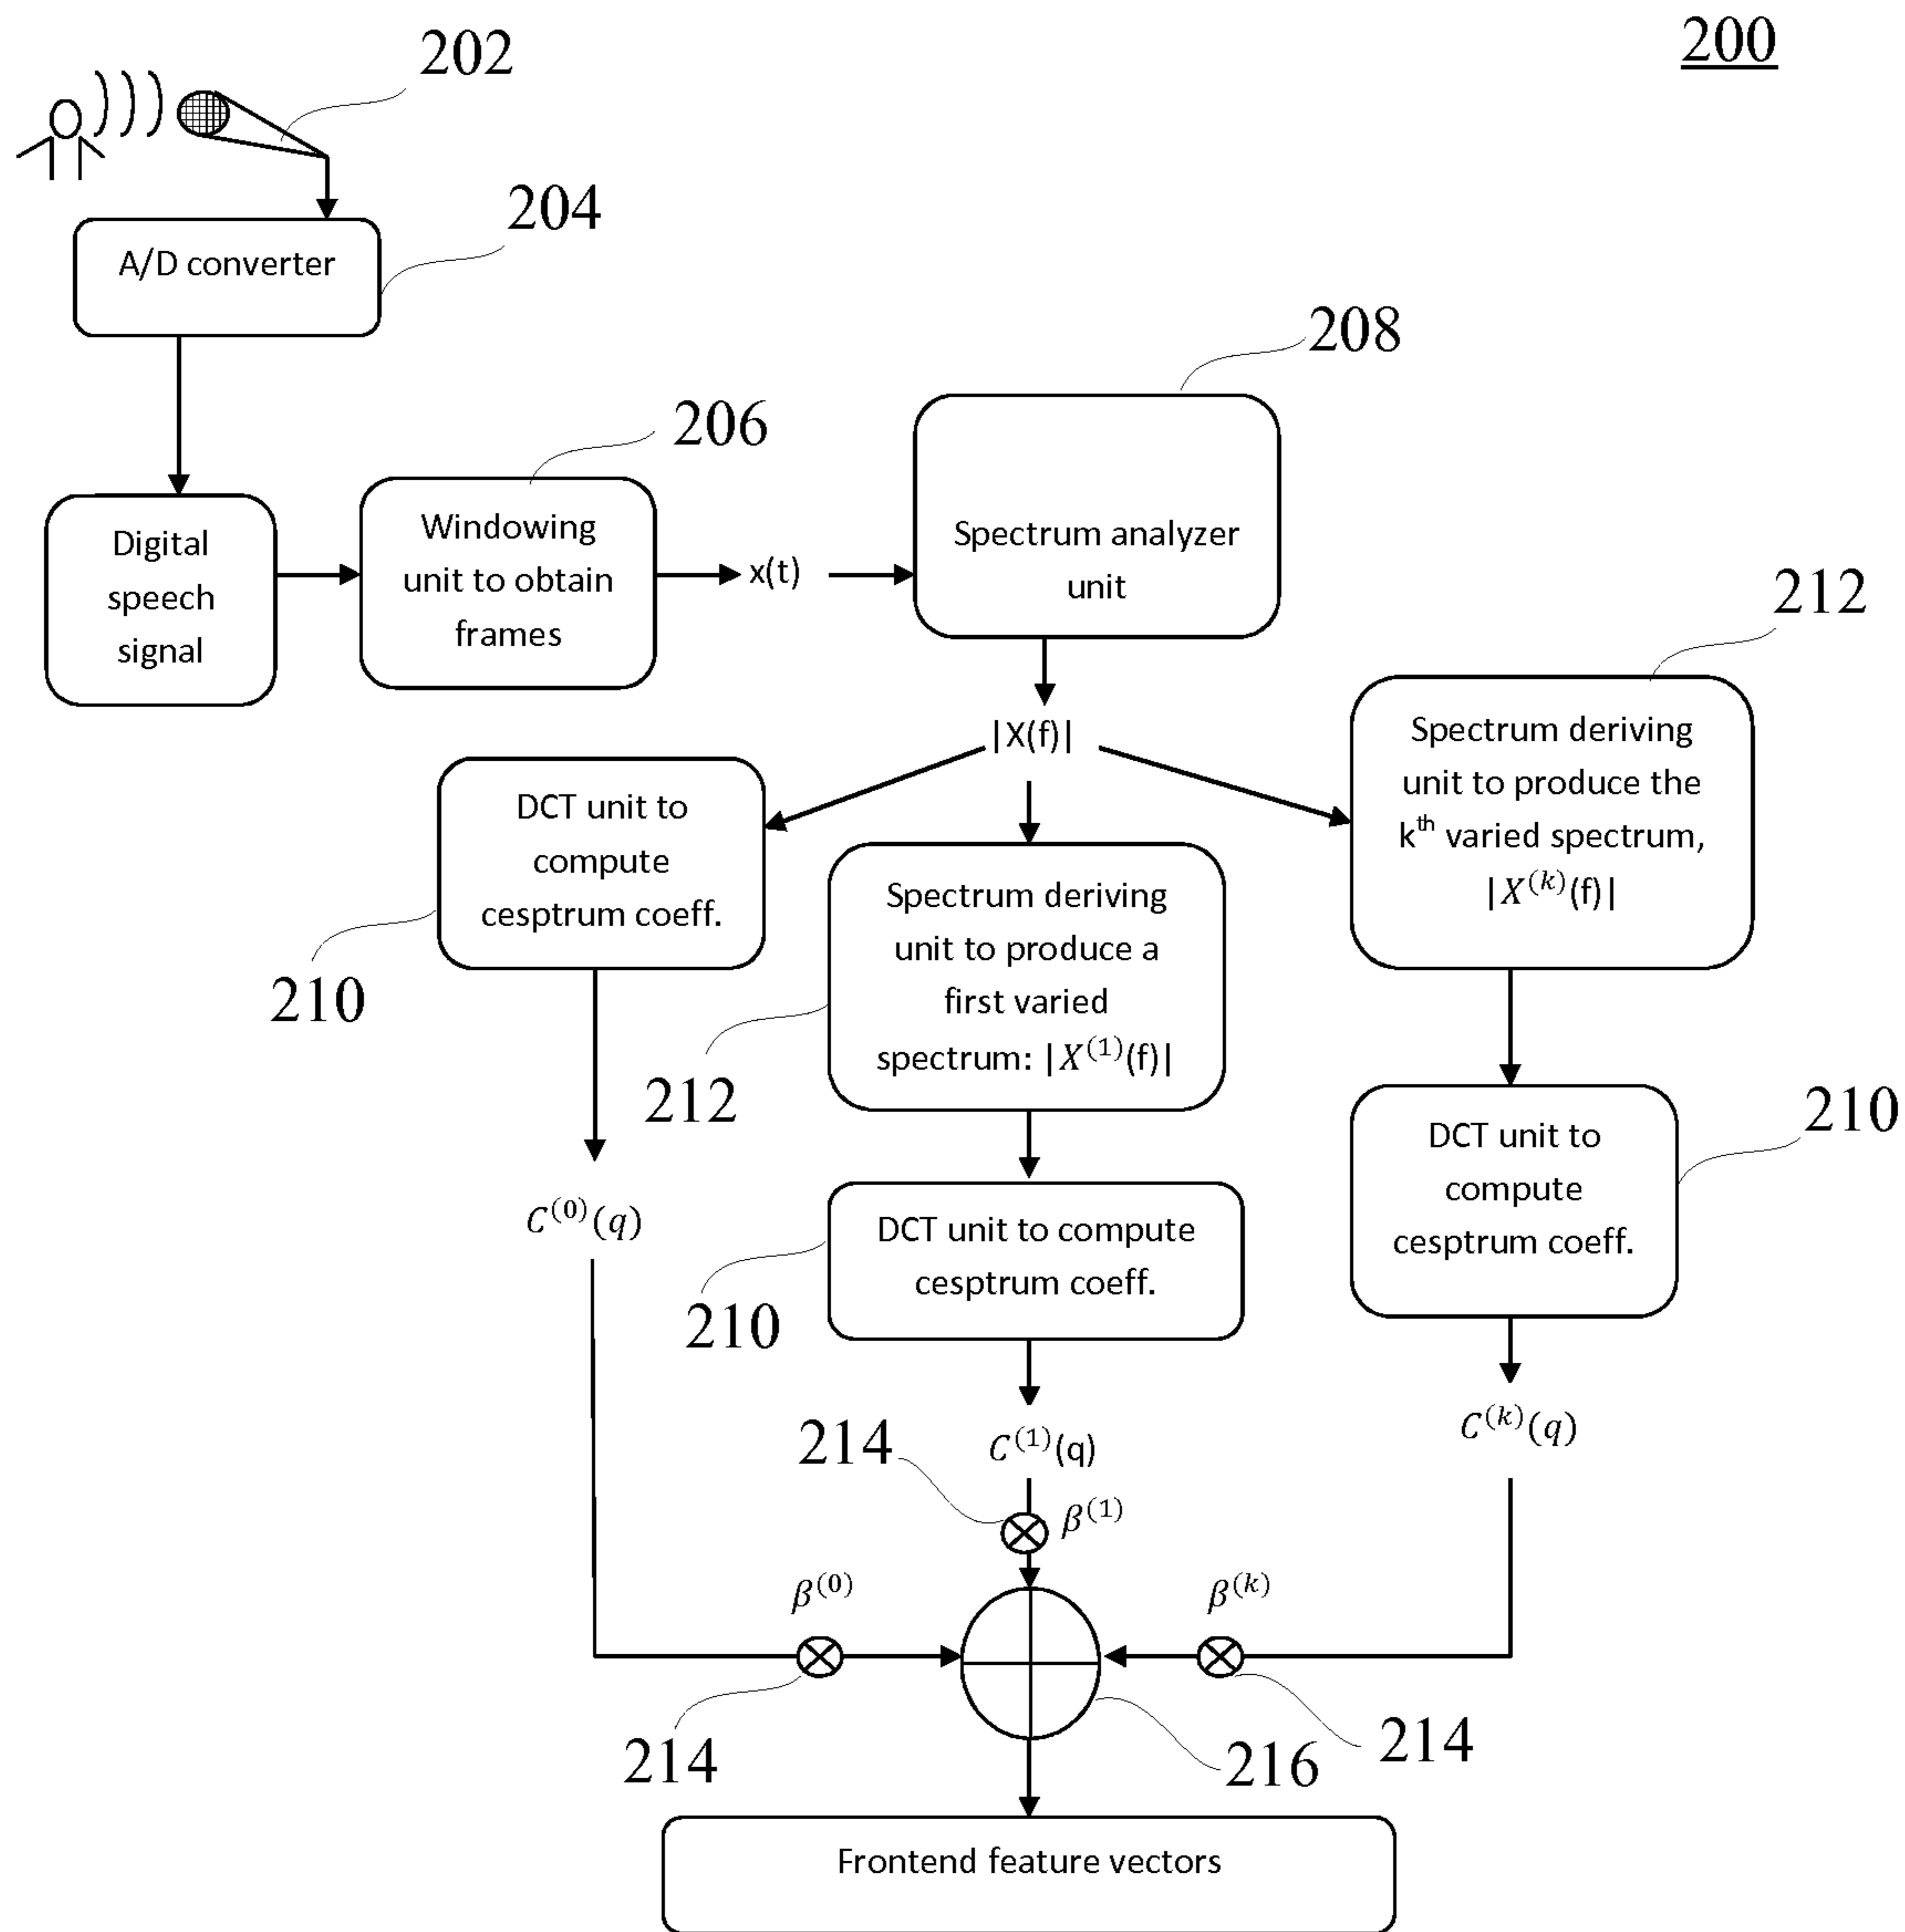 200
202
204
A/D converter
208
206
Digital
speech
signal
Windowing
unit to obtain
frames
x(t)
Spectrum analyzer
unit
212
|X(f)|
Spectrum deriving
unit to produce the
kᵗʰ varied spectrum,
|X⁽ᵏ⁾(f)|
DCT unit to
compute
cesptrum coeff.
210
Spectrum deriving
unit to produce a
first varied
spectrum: |X⁽¹⁾(f)|
212
DCT unit to
compute
cesptrum coeff.
210
C⁽⁰⁾(q)
DCT unit to compute
cesptrum coeff.
210
C⁽¹⁾(q)
C⁽ᵏ⁾(q)
214
β⁽¹⁾
β⁽⁰⁾
β⁽ᵏ⁾
214
216
214
Frontend feature vectors